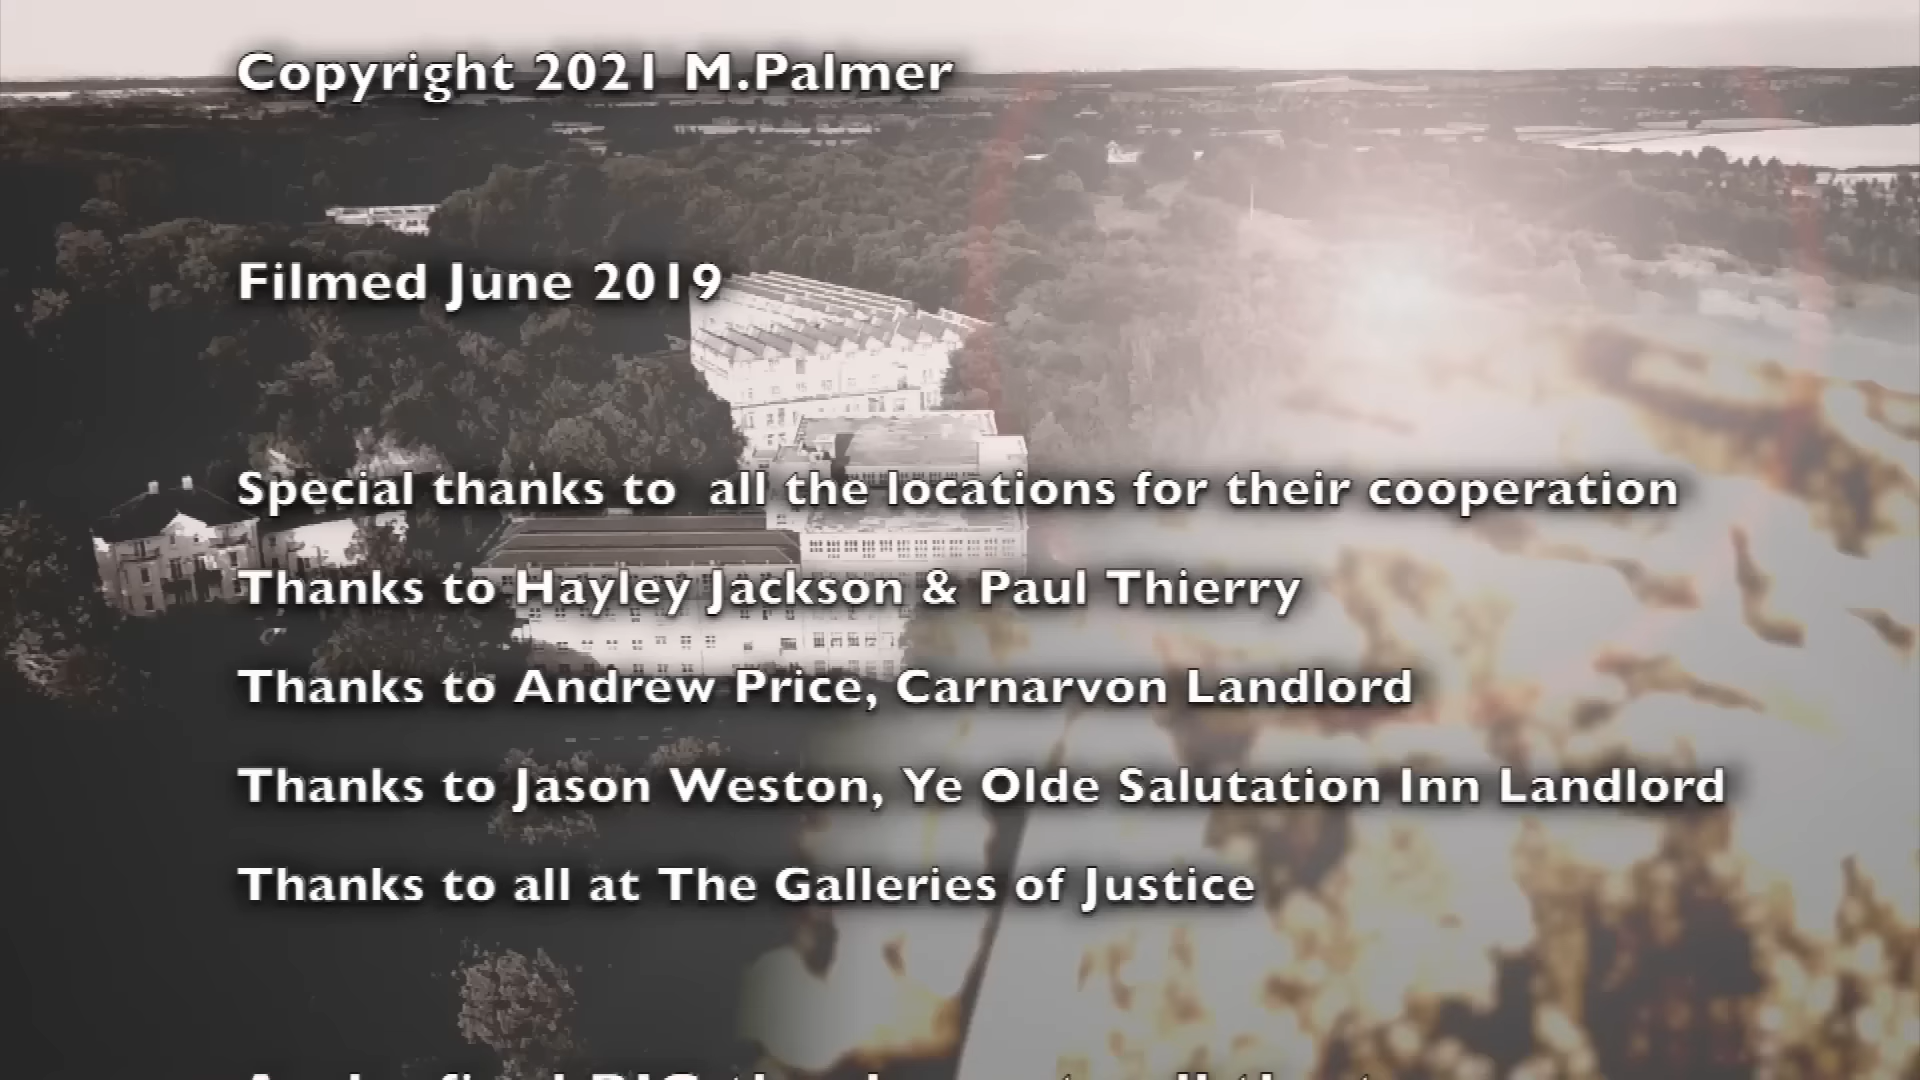 Copyright 2021 M.Palmer
Filmed June 2019
Special thanks to  all the locations for their cooperation
Thanks to Hayley Jackson & Paul Thierry
Thanks to Andrew Price, Carnarvon Landlord
Thanks to Jason Weston, Ye Olde Salutation Inn Landlord
Thanks to all at The Galleries of Justice